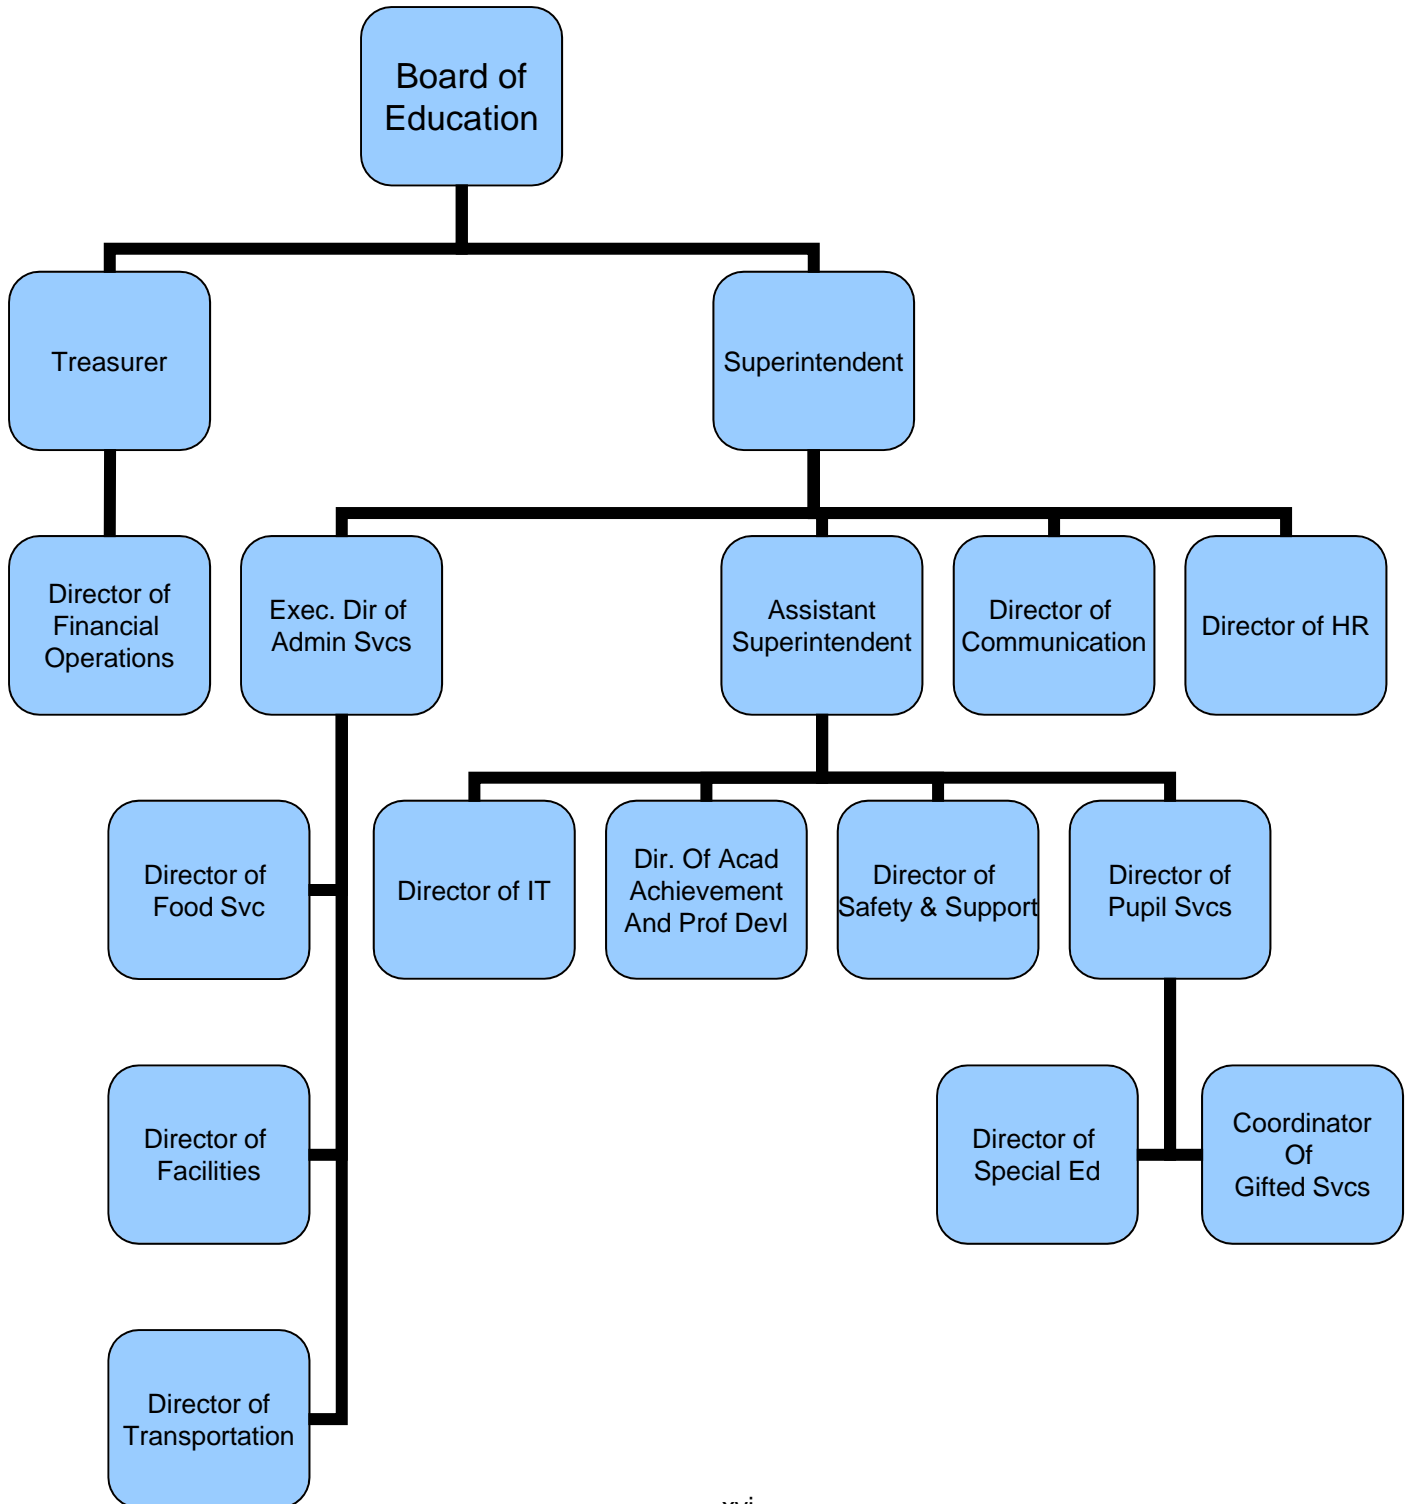 Board of
Education
Treasurer
Superintendent
Director of
Financial
Operations
Exec. Dir of
Admin Svcs
Assistant
Superintendent
Director of
Communication
Director of HR
Director of
Food Svc
Director of IT
Dir. Of Acad
Achievement
And Prof Devl
Director of
Safety & Support
Director of
Pupil Svcs
Director of
Facilities
Director of
Special Ed
Coordinator
Of
Gifted Svcs
Director of
Transportation
xvi